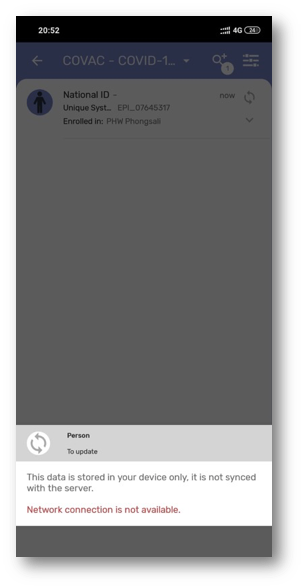 20:52
4G 24
COVAC - COVID-1...
?
National ID -
now
Unique Syst... EPI_07645317
Enrolled in: PHW Phongsali
Person
To update
This data is stored in your device only, it is not synced
with the server.
Network connection is not available.